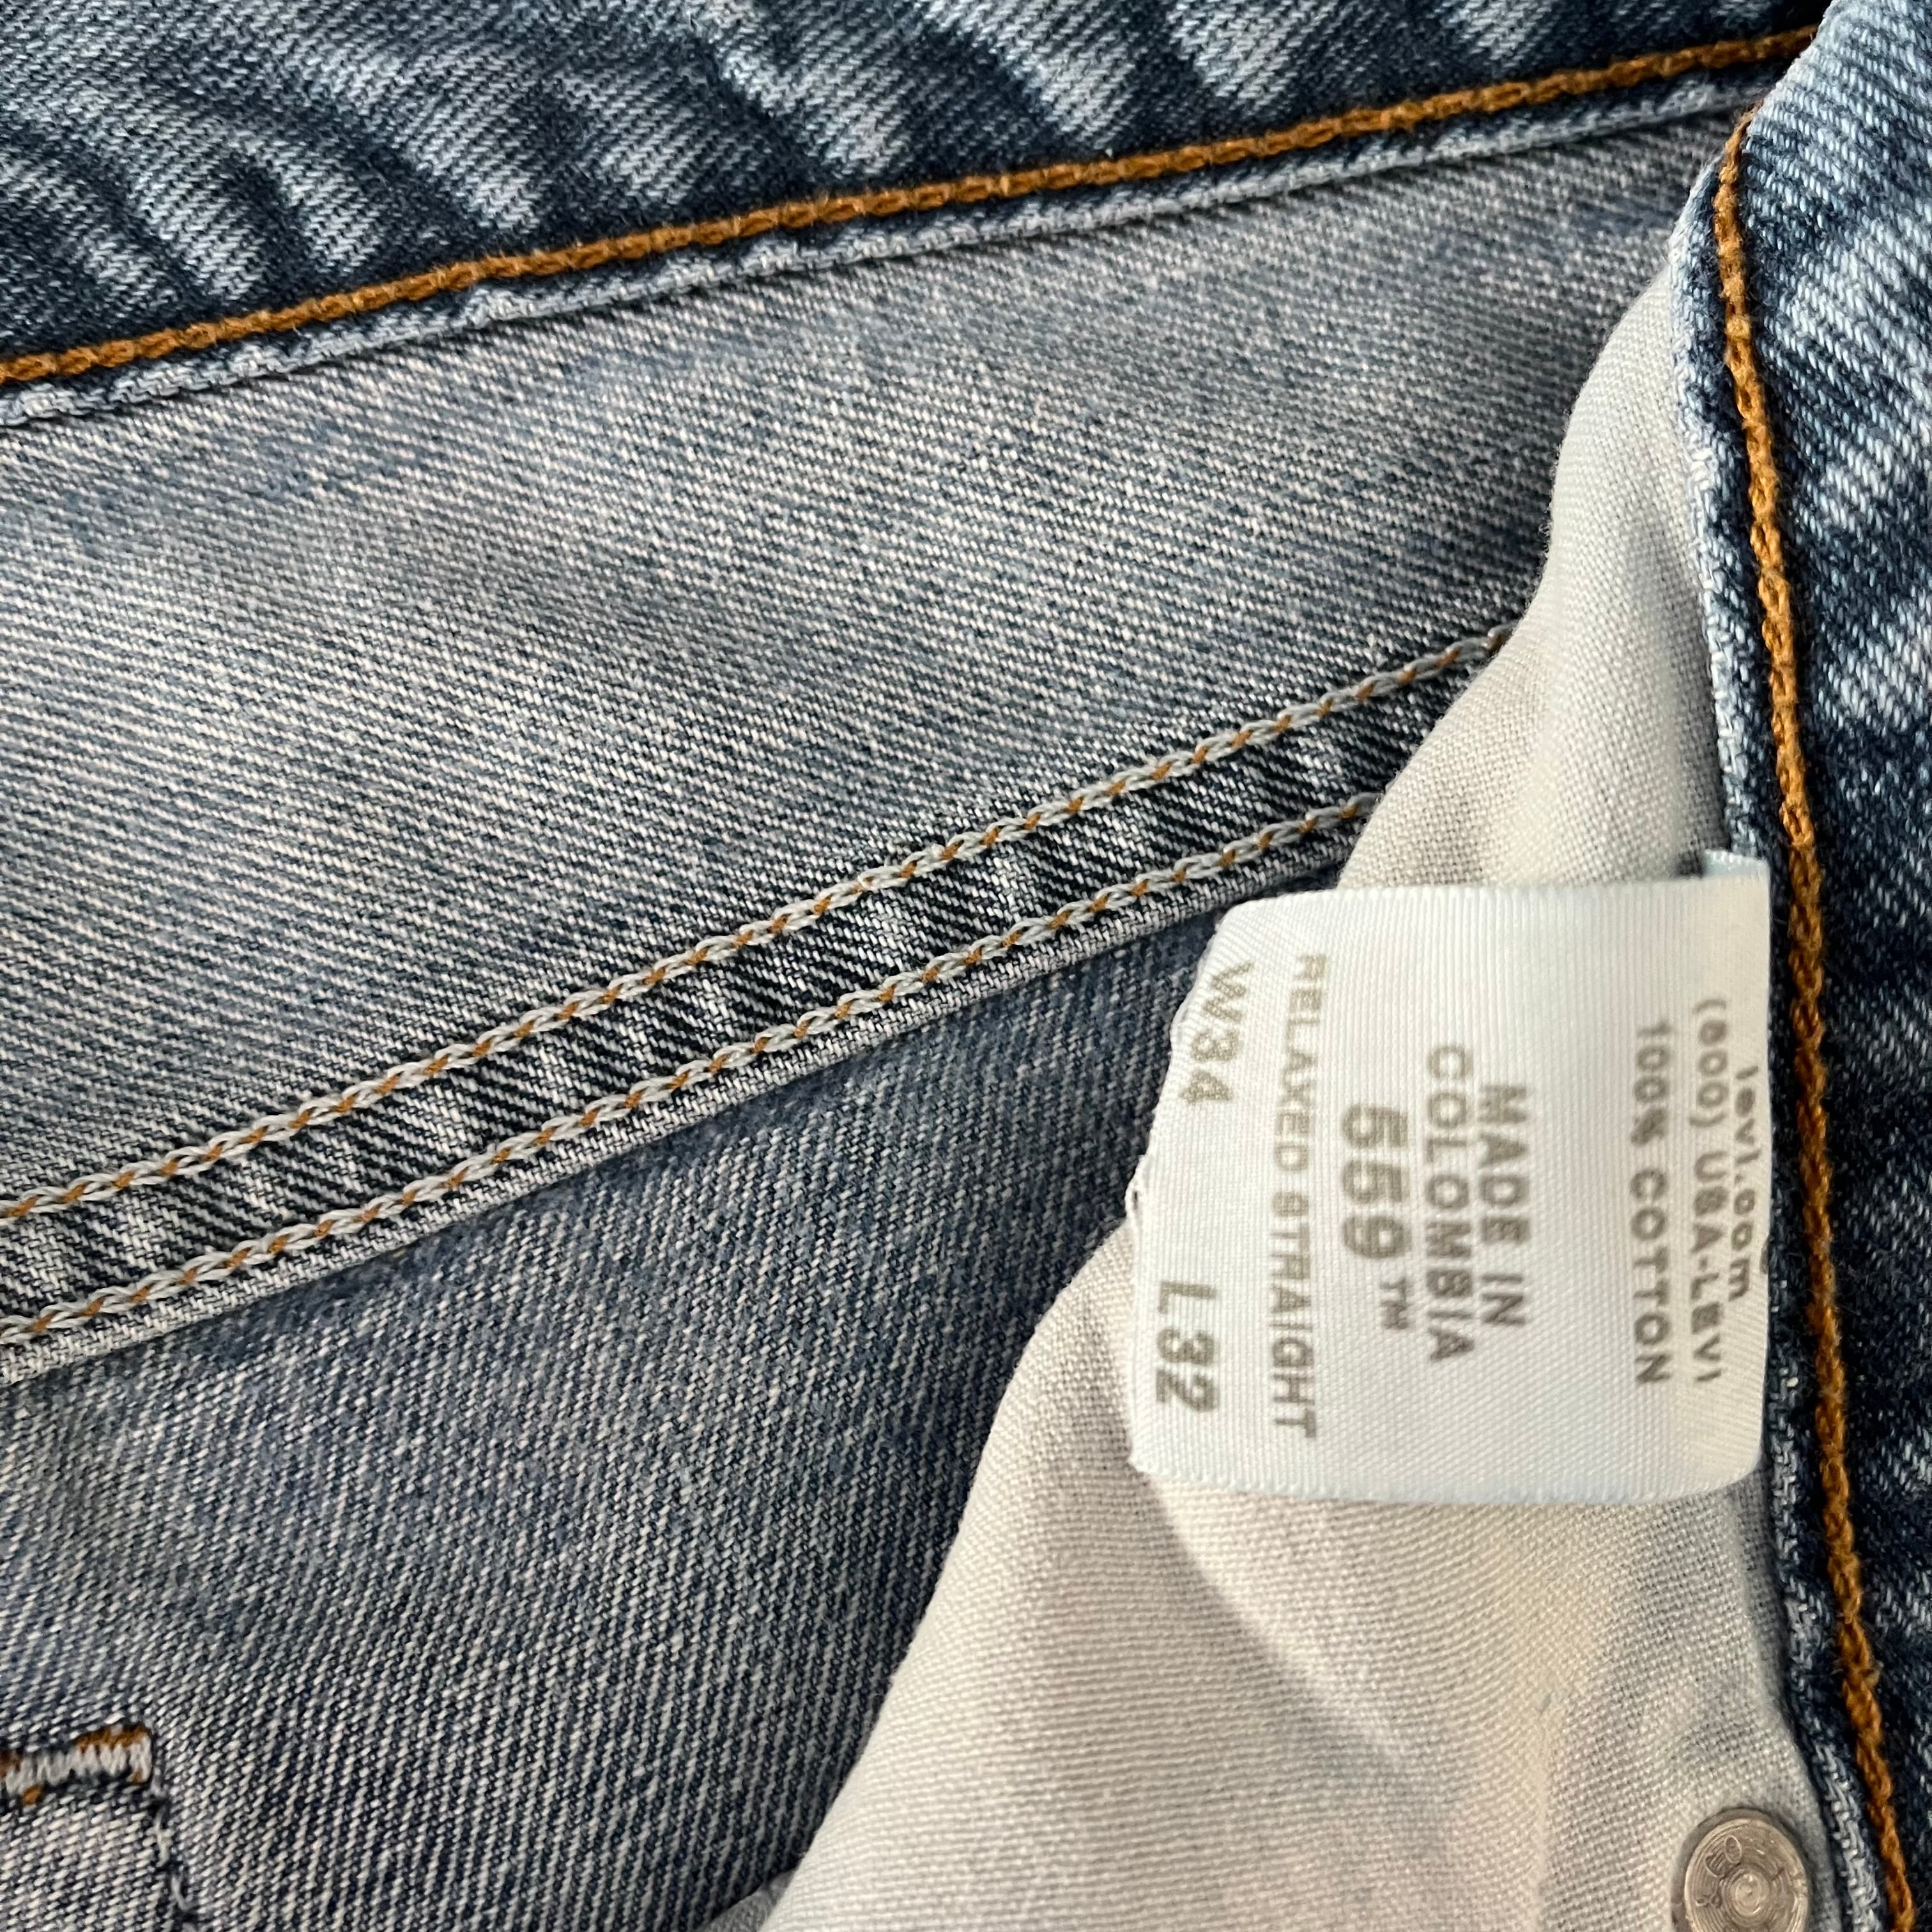 levi.com
(800) USA-LEVI
100% COTTON
MADE IN
COLOMBIA
559™
RELAXED STRAIGHT
W34 L32